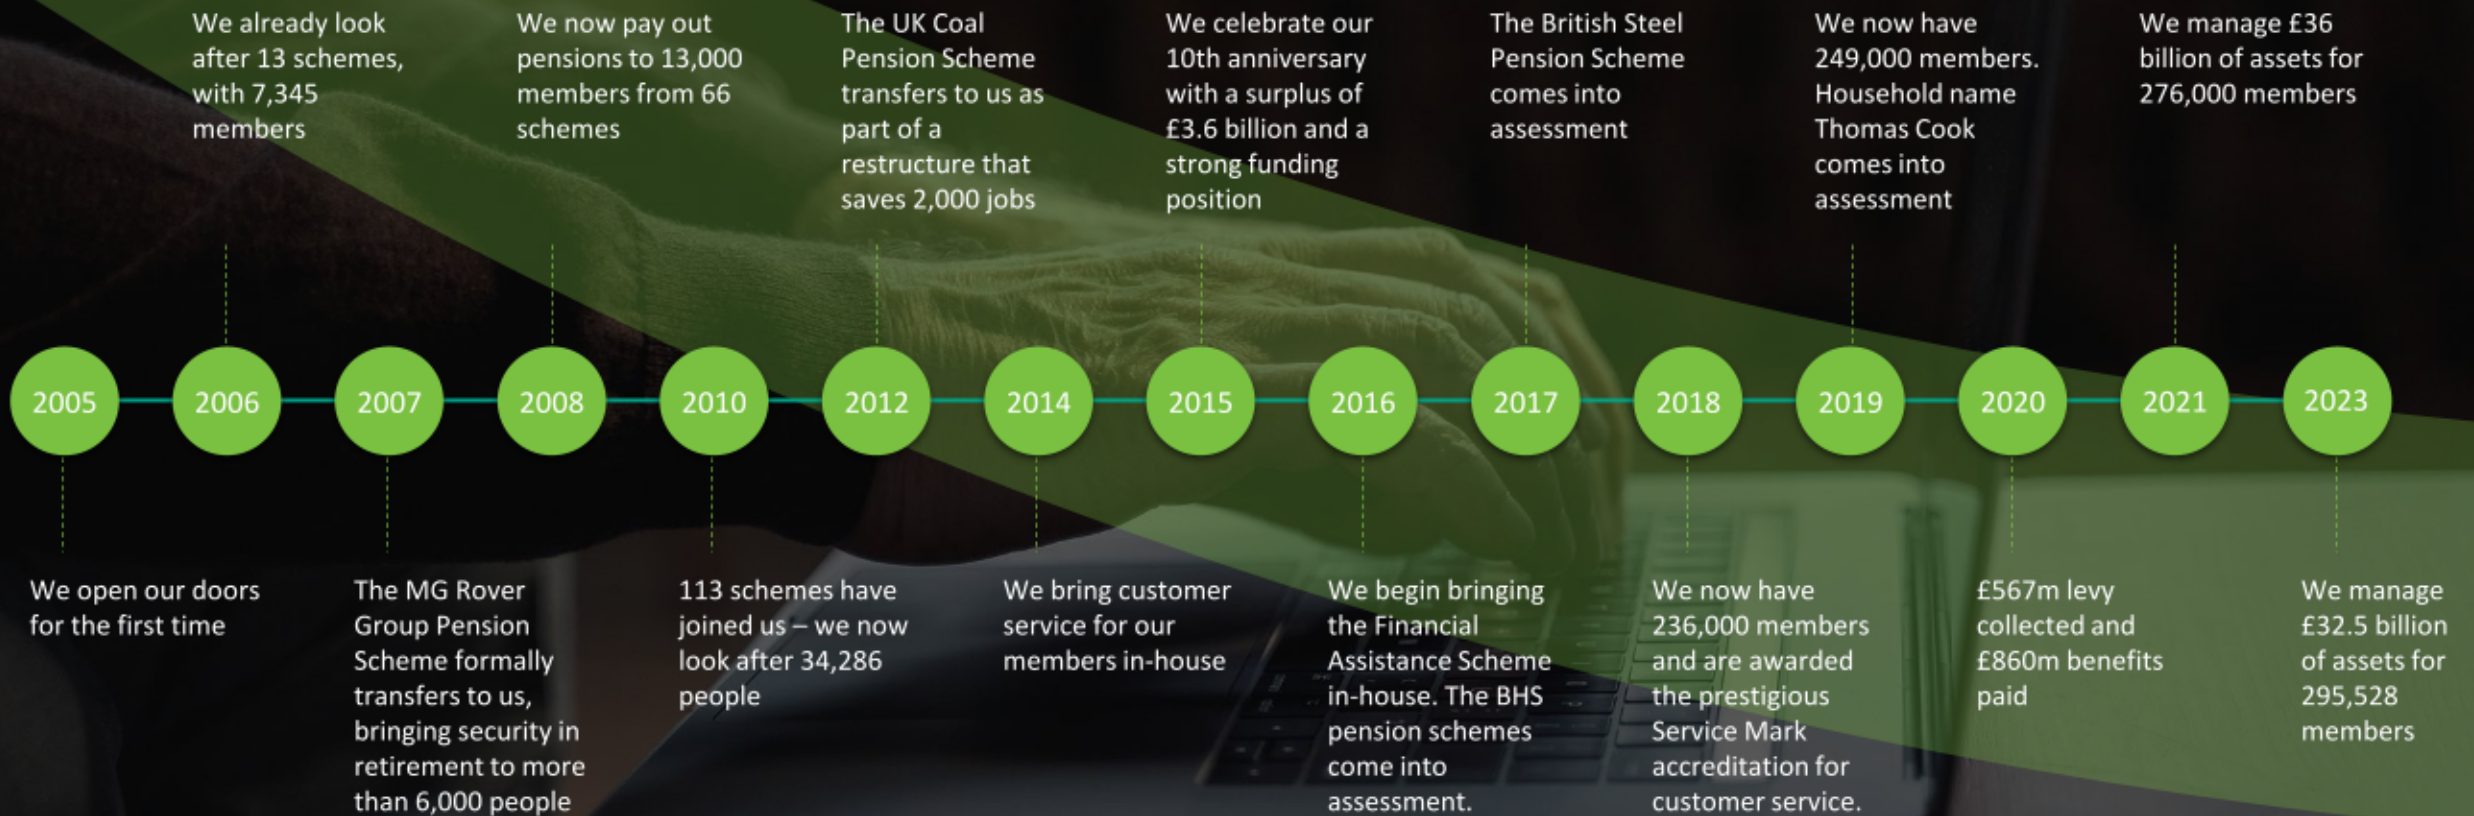 We already look
after 13 schemes,
with 7,345
members
We now pay out
pensions to 13,000
members from 66
schemes
The UK Coal
Pension Scheme
transfers to us as
part of a
restructure that
saves 2,000 jobs
We celebrate our
10th anniversary
with a surplus of
£3.6 billion and a
strong funding
position
The British Steel
Pension Scheme
comes into
assessment
We now have
249,000 members.
Household name
Thomas Cook
comes into
assessment
We manage £36
billion of assets for
276,000 members
2005
2006
2007
2008
2010
2012
2014
2015
2016
2017
2018
2019
2020
2021
2023
We open our doors
for the first time
The MG Rover
Group Pension
Scheme formally
transfers to us,
bringing security in
retirement to more
than 6,000 people
113 schemes have
joined us – we now
look after 34,286
people
We bring customer
service for our
members in-house
We begin bringing
the Financial
Assistance Scheme
in-house. The BHS
pension schemes
come into
assessment.
We now have
236,000 members
and are awarded
the prestigious
Service Mark
accreditation for
customer service.
£567m levy
collected and
£860m benefits
paid
We manage
£32.5 billion
of assets for
295,528
members